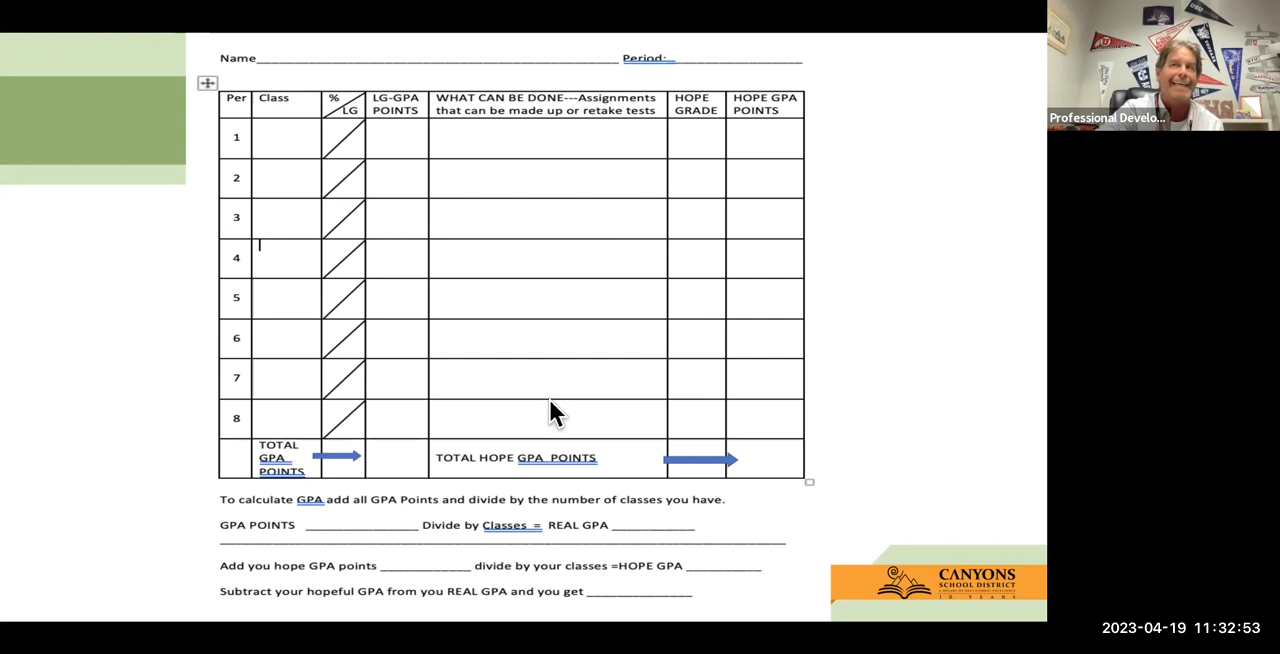 Name Period:
Per Class % LG LG-GPA POINTS WHAT CAN BE DONE---Assignments that can be made up or retake tests HOPE GRADE HOPE GPA POINTS
1
2
3
4
5
6
7
8
TOTAL GPA POINTS TOTAL HOPE GPA POINTS
To calculate GPA add all GPA Points and divide by the number of classes you have.
GPA POINTS Divide by Classes = REAL GPA
Add you hope GPA points divide by your classes =HOPE GPA
Subtract your hopeful GPA from you REAL GPA and you get
CANYONS
SCHOOL DISTRICT
10 YEARS
Professional Develo...
2023-04-19 11:32:53